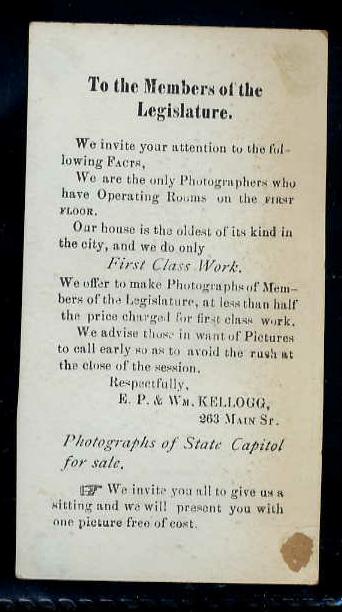 To the Members of the
Legislature.
We invite your attention to the fol-
lowing FACTS,
We are the only Photographers who
have Operating Rooms on the FIRST
FLOOR.
Our house is the oldest of its kind in
the city, and we do only
First Class Work.
We offer to make Photographs of Mem-
bers of the Legislature, at less than half
the price charged for first class work.
We advise those in want of Pictures
to call early so as to avoid the rush at
the close of the session.
Respectfully,
E. P. & WM. KELLOGG,
263 MAIN ST.
Photographs of State Capitol
for sale.
☞ We invite you all to give us a
sitting and we will present you with
one picture free of cost.